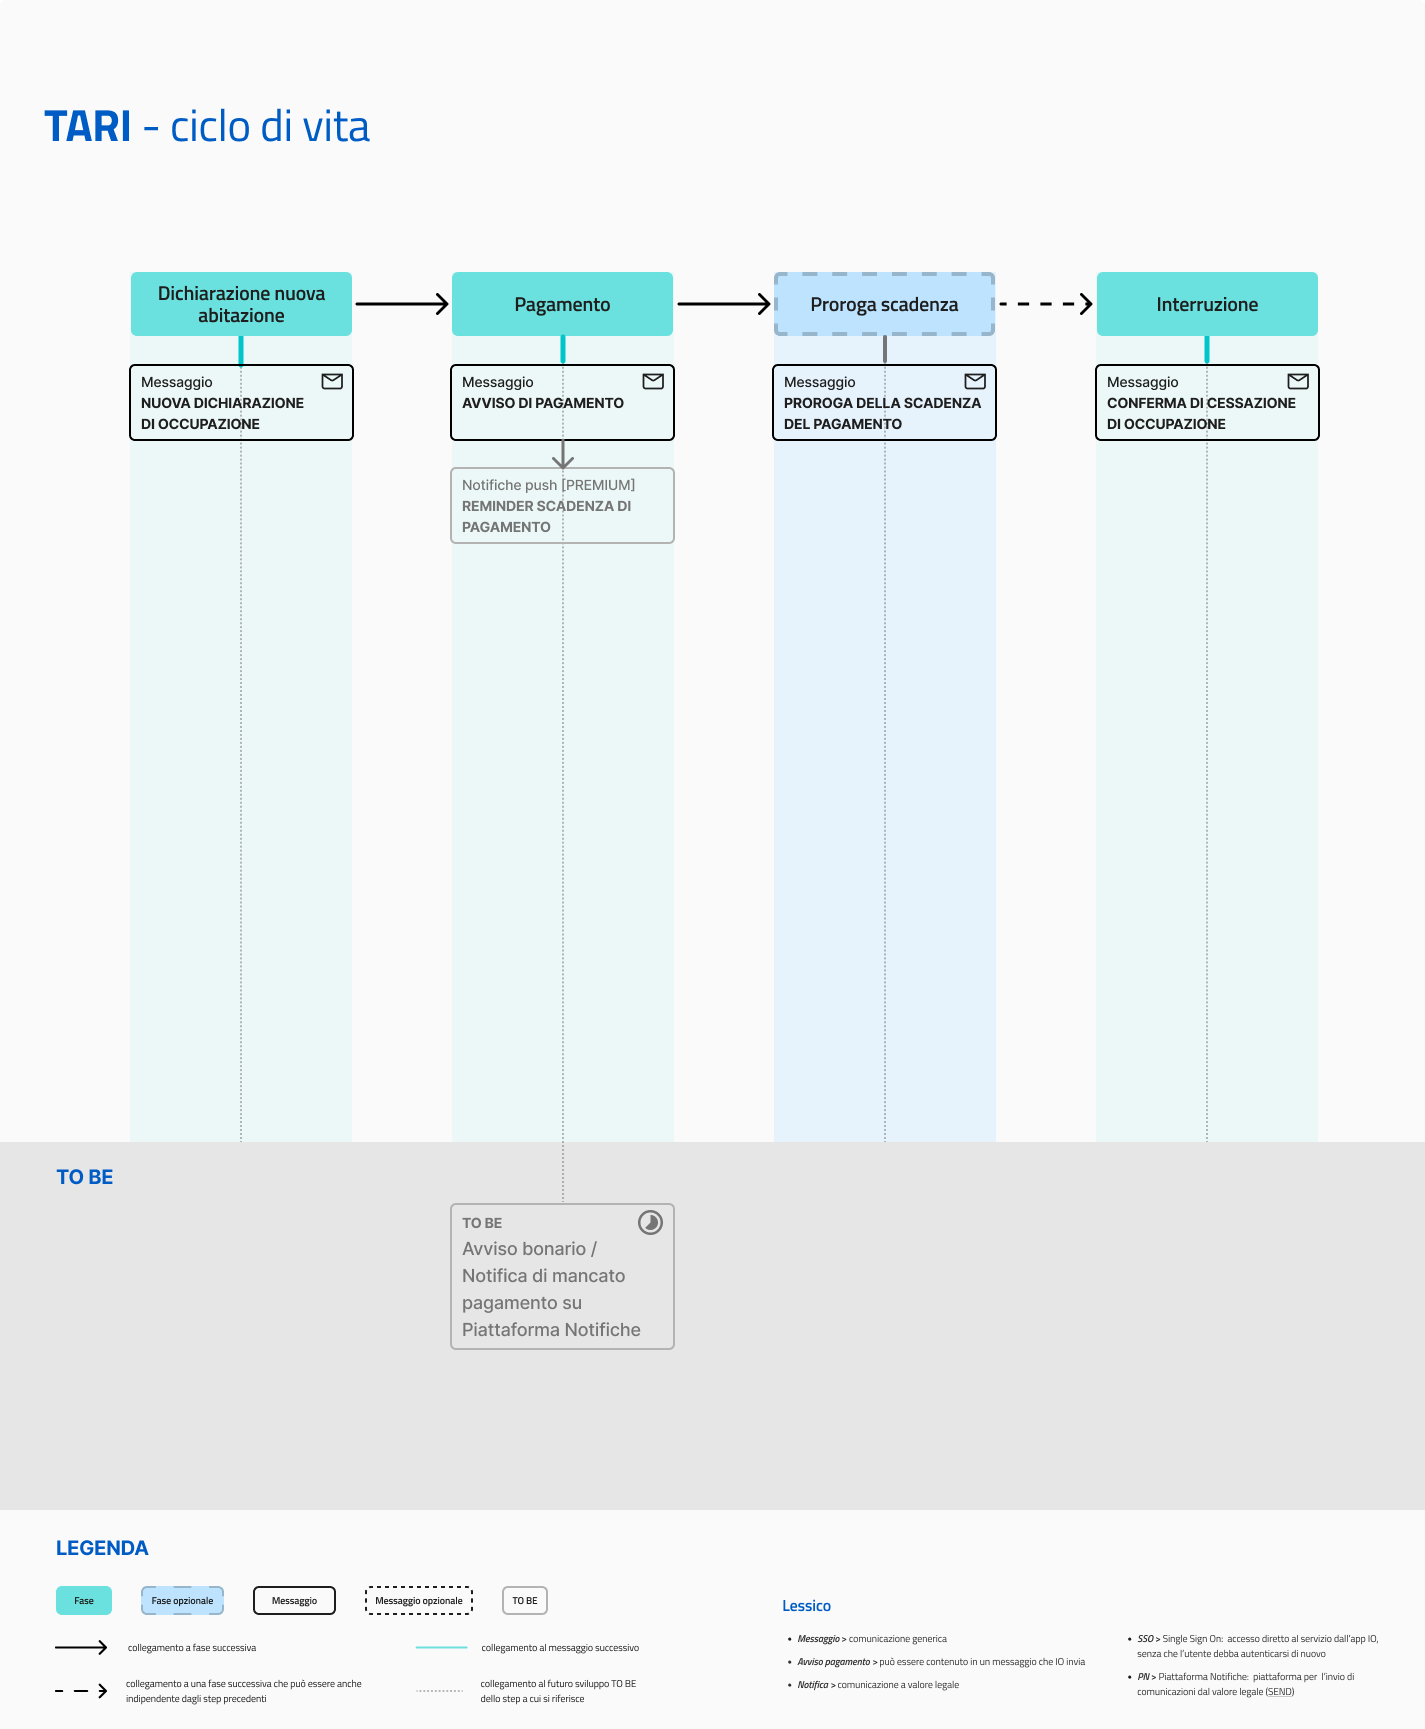 TARI - ciclo di vita
Dichiarazione nuova
abitazione
Pagamento
Proroga scadenza
Interruzione
Messaggio
NUOVA DICHIARAZIONE
DI OCCUPAZIONE
Messaggio
AVVISO DI PAGAMENTO
Messaggio
PROROGA DELLA SCADENZA
DEL PAGAMENTO
Messaggio
CONFERMA DI CESSAZIONE
DI OCCUPAZIONE
Notifiche push [PREMIUM]
REMINDER SCADENZA DI
PAGAMENTO
TO BE
TO BE
Avviso bonario /
Notifica di mancato
pagamento su
Piattaforma Notifiche
LEGENDA
Fase
Fase opzionale
Messaggio
Messaggio opzionale
TO BE
collegamento a fase successiva
collegamento al messaggio successivo
collegamento a una fase successiva che può essere anche
indipendente dagli step precedenti
collegamento al futuro sviluppo TO BE
dello step a cui si riferisce
Lessico
• Messaggio > comunicazione generica
• Avviso pagamento > può essere contenuto in un messaggio che IO invia
• Notifica > comunicazione a valore legale
• SSO > Single Sign On: accesso diretto al servizio dall'app IO,
senza che l'utente debba autenticarsi di nuovo
• PN > Piattaforma Notifiche: piattaforma per l'invio di
comunicazioni dal valore legale (SEND)